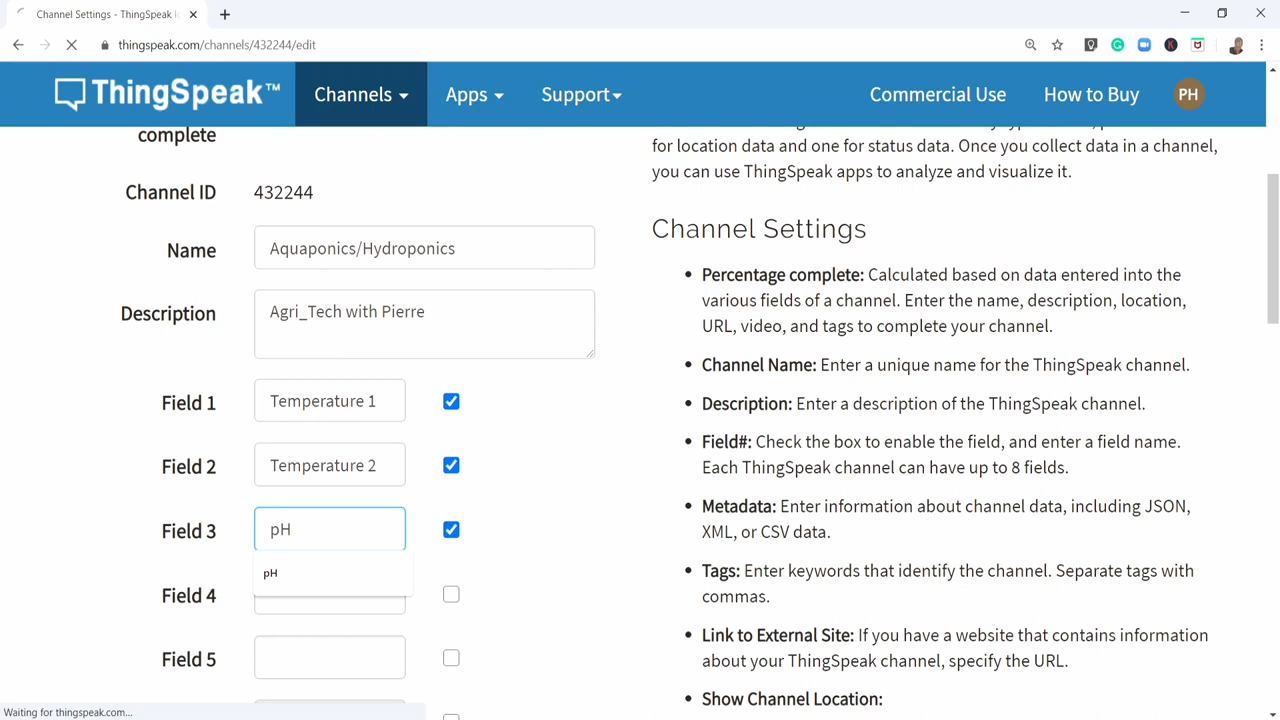 Channel Settings - ThingSpeak
thingspeak.com/channels/432244/edit
ThingSpeak™
Channels
Apps
Support
Commercial Use
How to Buy
PH
complete
for location data and one for status data. Once you collect data in a channel,
you can use ThingSpeak apps to analyze and visualize it.
Channel ID
432244
Name
Aquaponics/Hydroponics
Description
Agri_Tech with Pierre
Field 1
Temperature 1
Field 2
Temperature 2
Field 3
pH
pH
Field 4
Field 5
Channel Settings
• Percentage complete: Calculated based on data entered into the
various fields of a channel. Enter the name, description, location,
URL, video, and tags to complete your channel.
• Channel Name: Enter a unique name for the ThingSpeak channel.
• Description: Enter a description of the ThingSpeak channel.
• Field#: Check the box to enable the field, and enter a field name.
Each ThingSpeak channel can have up to 8 fields.
• Metadata: Enter information about channel data, including JSON,
XML, or CSV data.
• Tags: Enter keywords that identify the channel. Separate tags with
commas.
• Link to External Site: If you have a website that contains information
about your ThingSpeak channel, specify the URL.
• Show Channel Location:
Waiting for thingspeak.com...